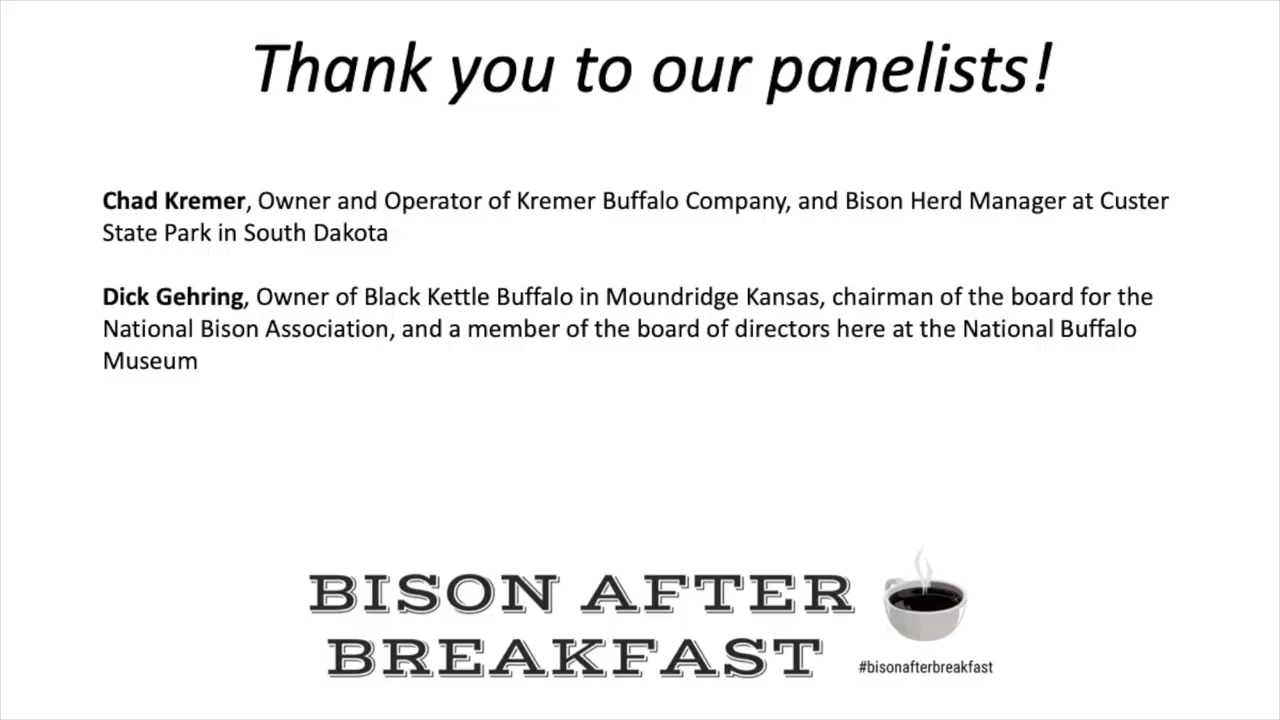 Thank you to our panelists!
Chad Kremer, Owner and Operator of Kremer Buffalo Company, and Bison Herd Manager at Custer
State Park in South Dakota
Dick Gehring, Owner of Black Kettle Buffalo in Moundridge Kansas, chairman of the board for the
National Bison Association, and a member of the board of directors here at the National Buffalo
Museum
BISON AFTER
BREAKFAST
#bisonafterbreakfast